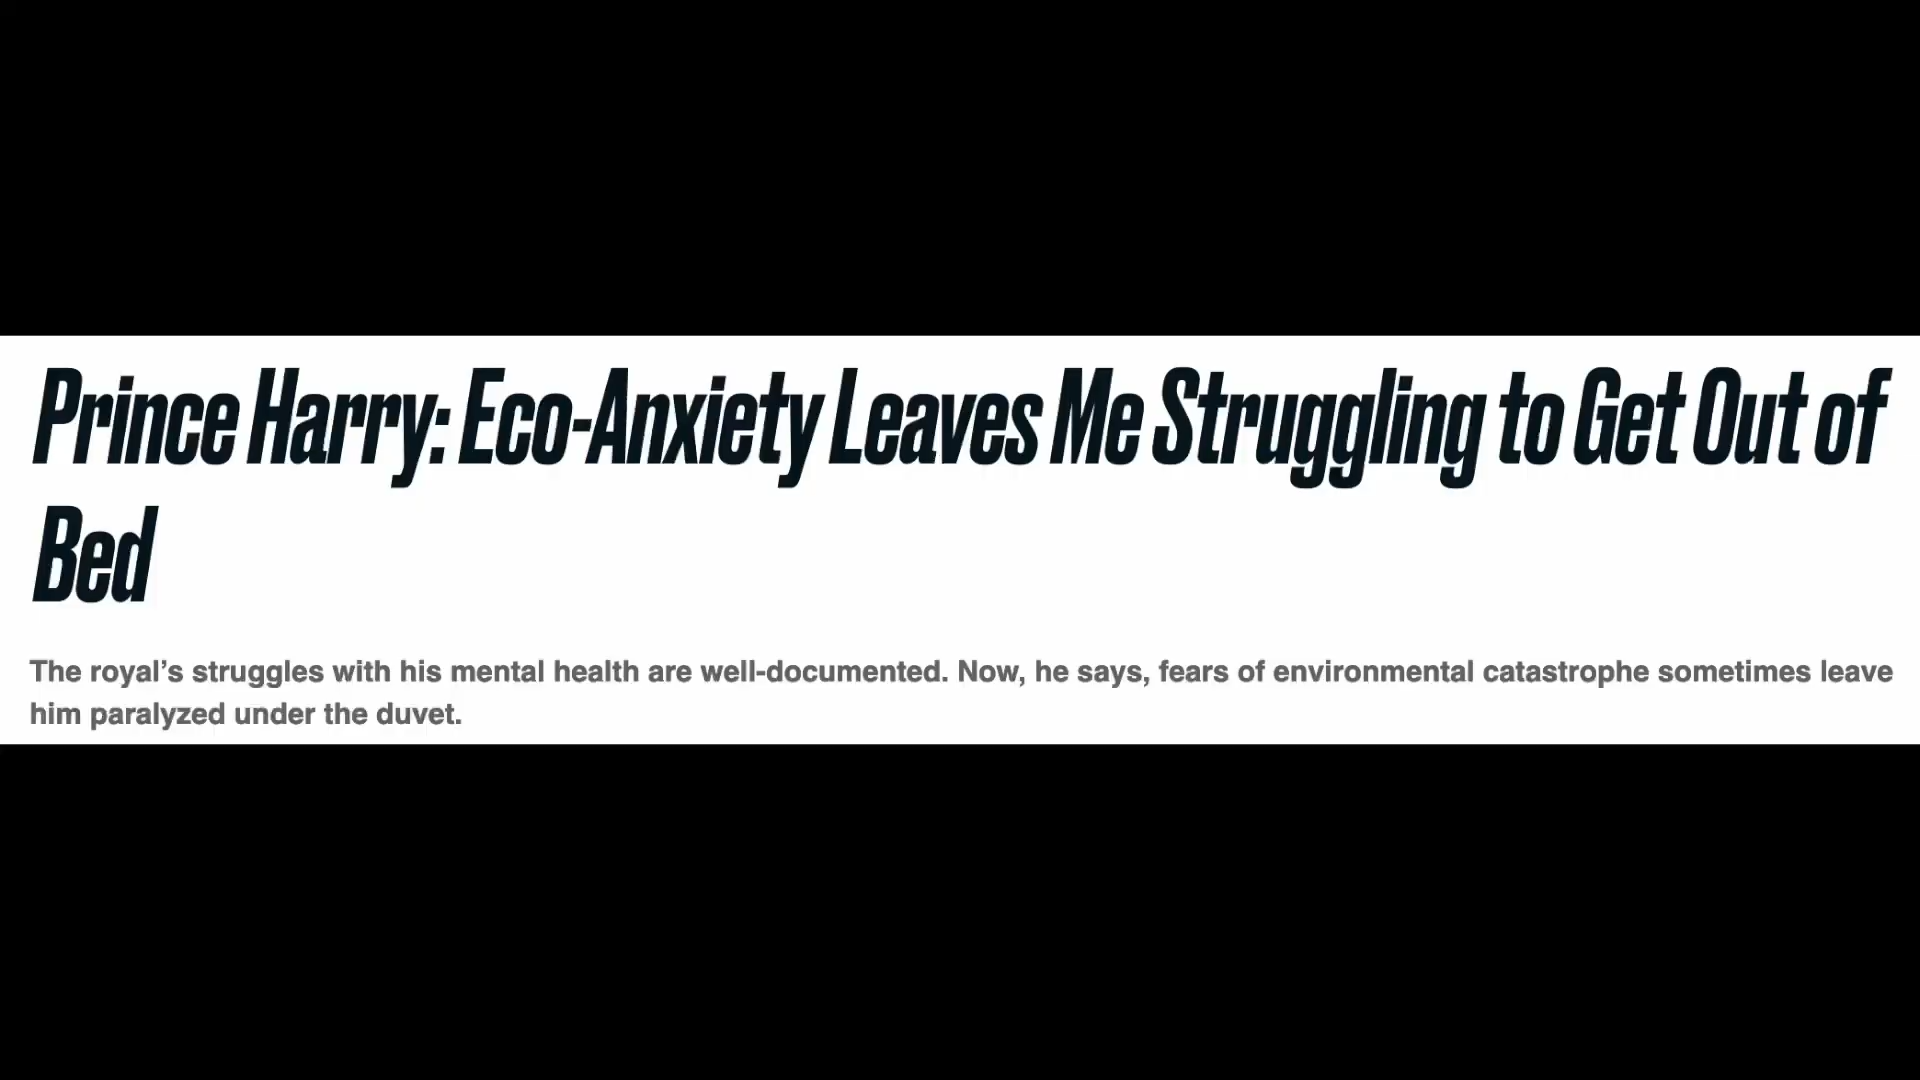 Prince Harry: Eco-Anxiety Leaves Me Struggling to Get Out of
Bed
The royal’s struggles with his mental health are well-documented. Now, he says, fears of environmental catastrophe sometimes leave
him paralyzed under the duvet.